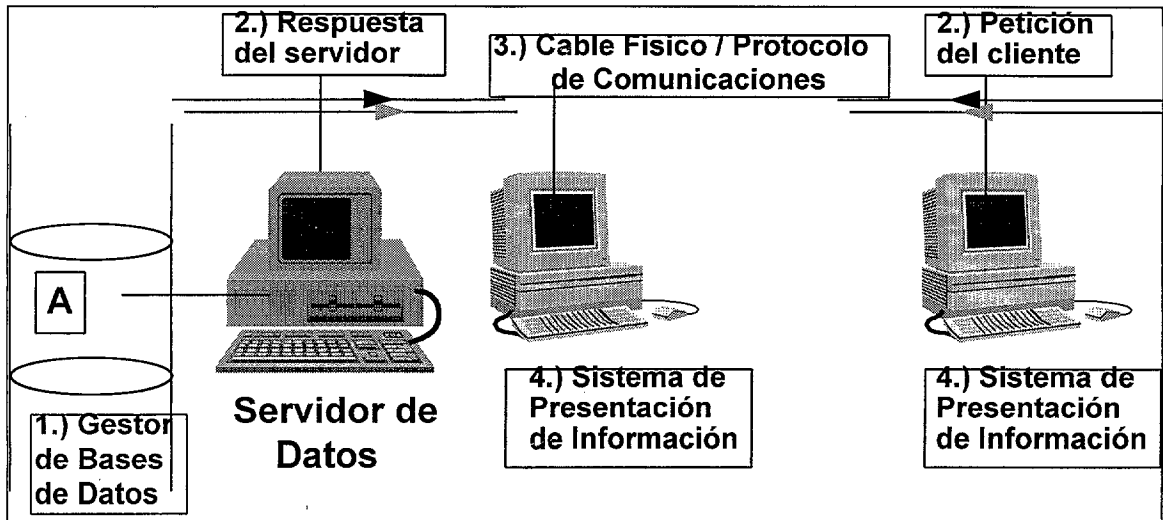 2.) Respuesta
del servidor
3.) Cable Físico / Protocolo
de Comunicaciones
2.) Petición
del cliente
A
1.) Gestor
de Bases
de Datos
Servidor de
Datos
4.) Sistema de
Presentación
de Información
4.) Sistema de
Presentación
de Información